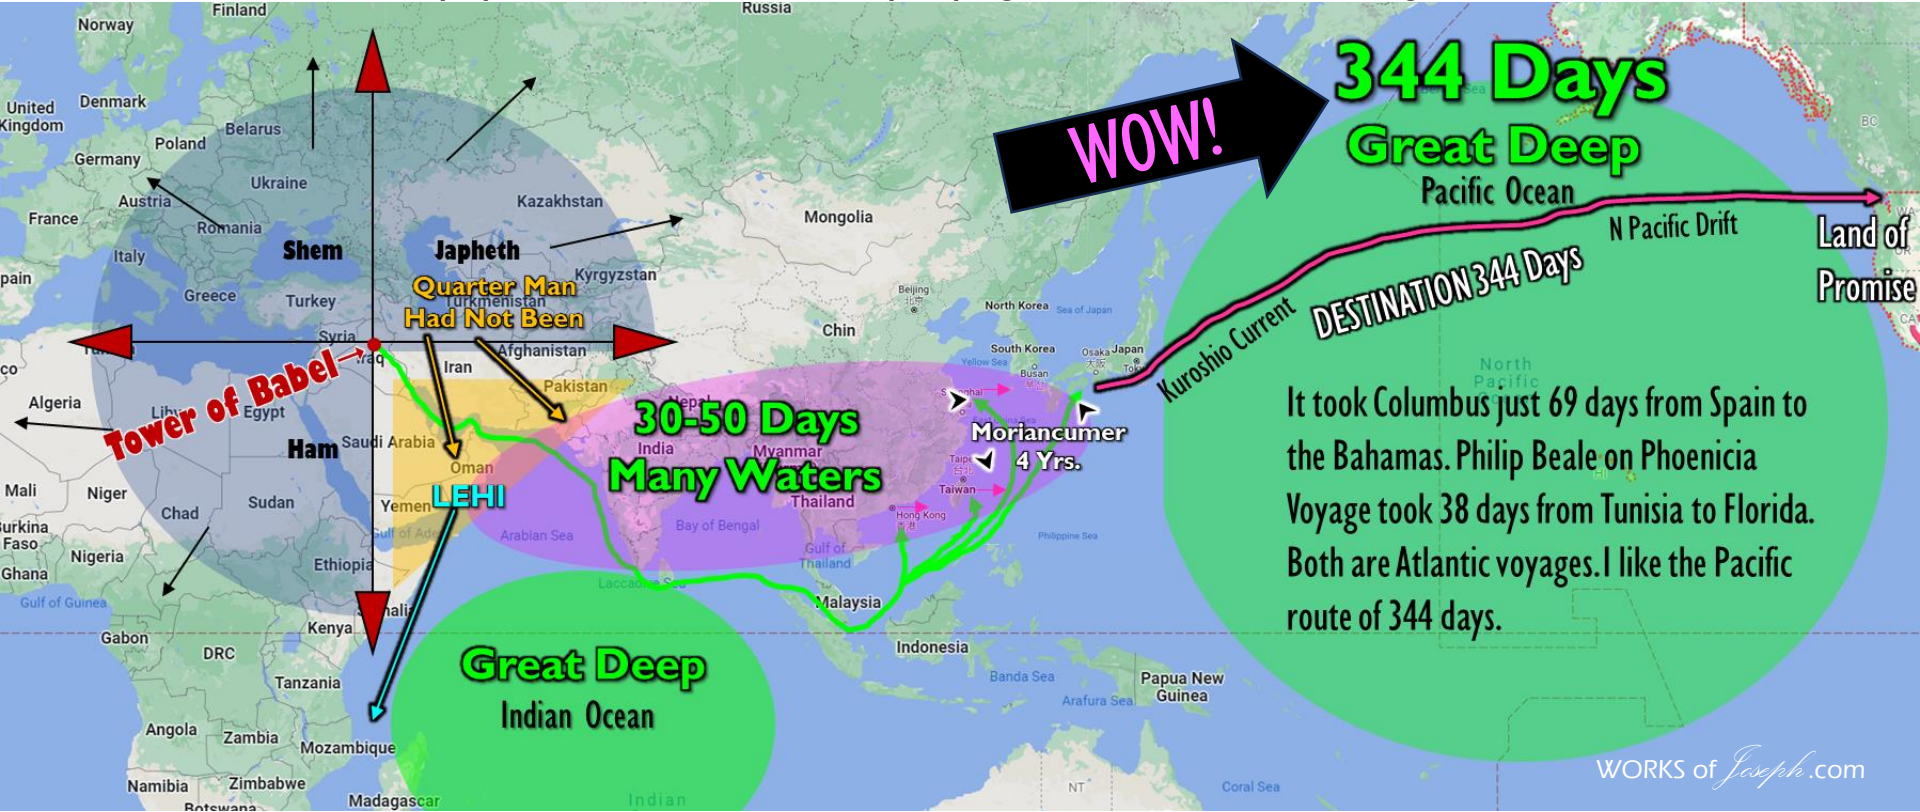 Finland
Russia
Norway
344 Days
United
Kingdom
Denmark
WOW!
Belarus
Poland
BC
Great Deep
Germany
Ukraine
Pacific Ocean
Austria
Kazakhstan
France
Mongolia
Romania
N Pacific Drift
Land of
Promise
Shem
Japheth
Italy
Kyrgyzstan
DESTINATION 344 Days
Quarter Man
Had Not Been
Turkmenistan
Greece
Turkey
Beijing
北京
North Korea
Sea of Japan
Kuroshio Current
Chin
Syria
South Korea
Osaka
大阪
Japan
Afghanistan
Iran
Yellow Sea
Busan
Tower of Babel
North
Pacific
Pakistan
Nepal
Algeria
Egypt
30-50 Days
Many Waters
It took Columbus just 69 days from Spain to
the Bahamas. Philip Beale on Phoenicia
Voyage took 38 days from Tunisia to Florida.
Both are Atlantic voyages. I like the Pacific
route of 344 days.
Ham
Saudi Arabia
India
Myanmar
Moriancumer
4 Yrs.
Oman
LEHI
Mali
Niger
Sudan
Yemen
Thailand
Taiwan
Chad
Hong Kong
香港
Burkina
Faso
Bay of Bengal
Arabian Sea
Philippine Sea
Nigeria
Gulf of
Thailand
Ethiopia
Ghana
Laccadive Sea
Gulf of Guinea
Malaysia
Kenya
Gabon
DRC
Indonesia
Great Deep
Indian Ocean
Tanzania
Banda Sea
Papua New
Guinea
Arafura Sea
Angola
Zambia
Mozambique
WORKS of Joseph.com
Namibia
Zimbabwe
NT
Coral Sea
Madagascar
Indian
Botswana